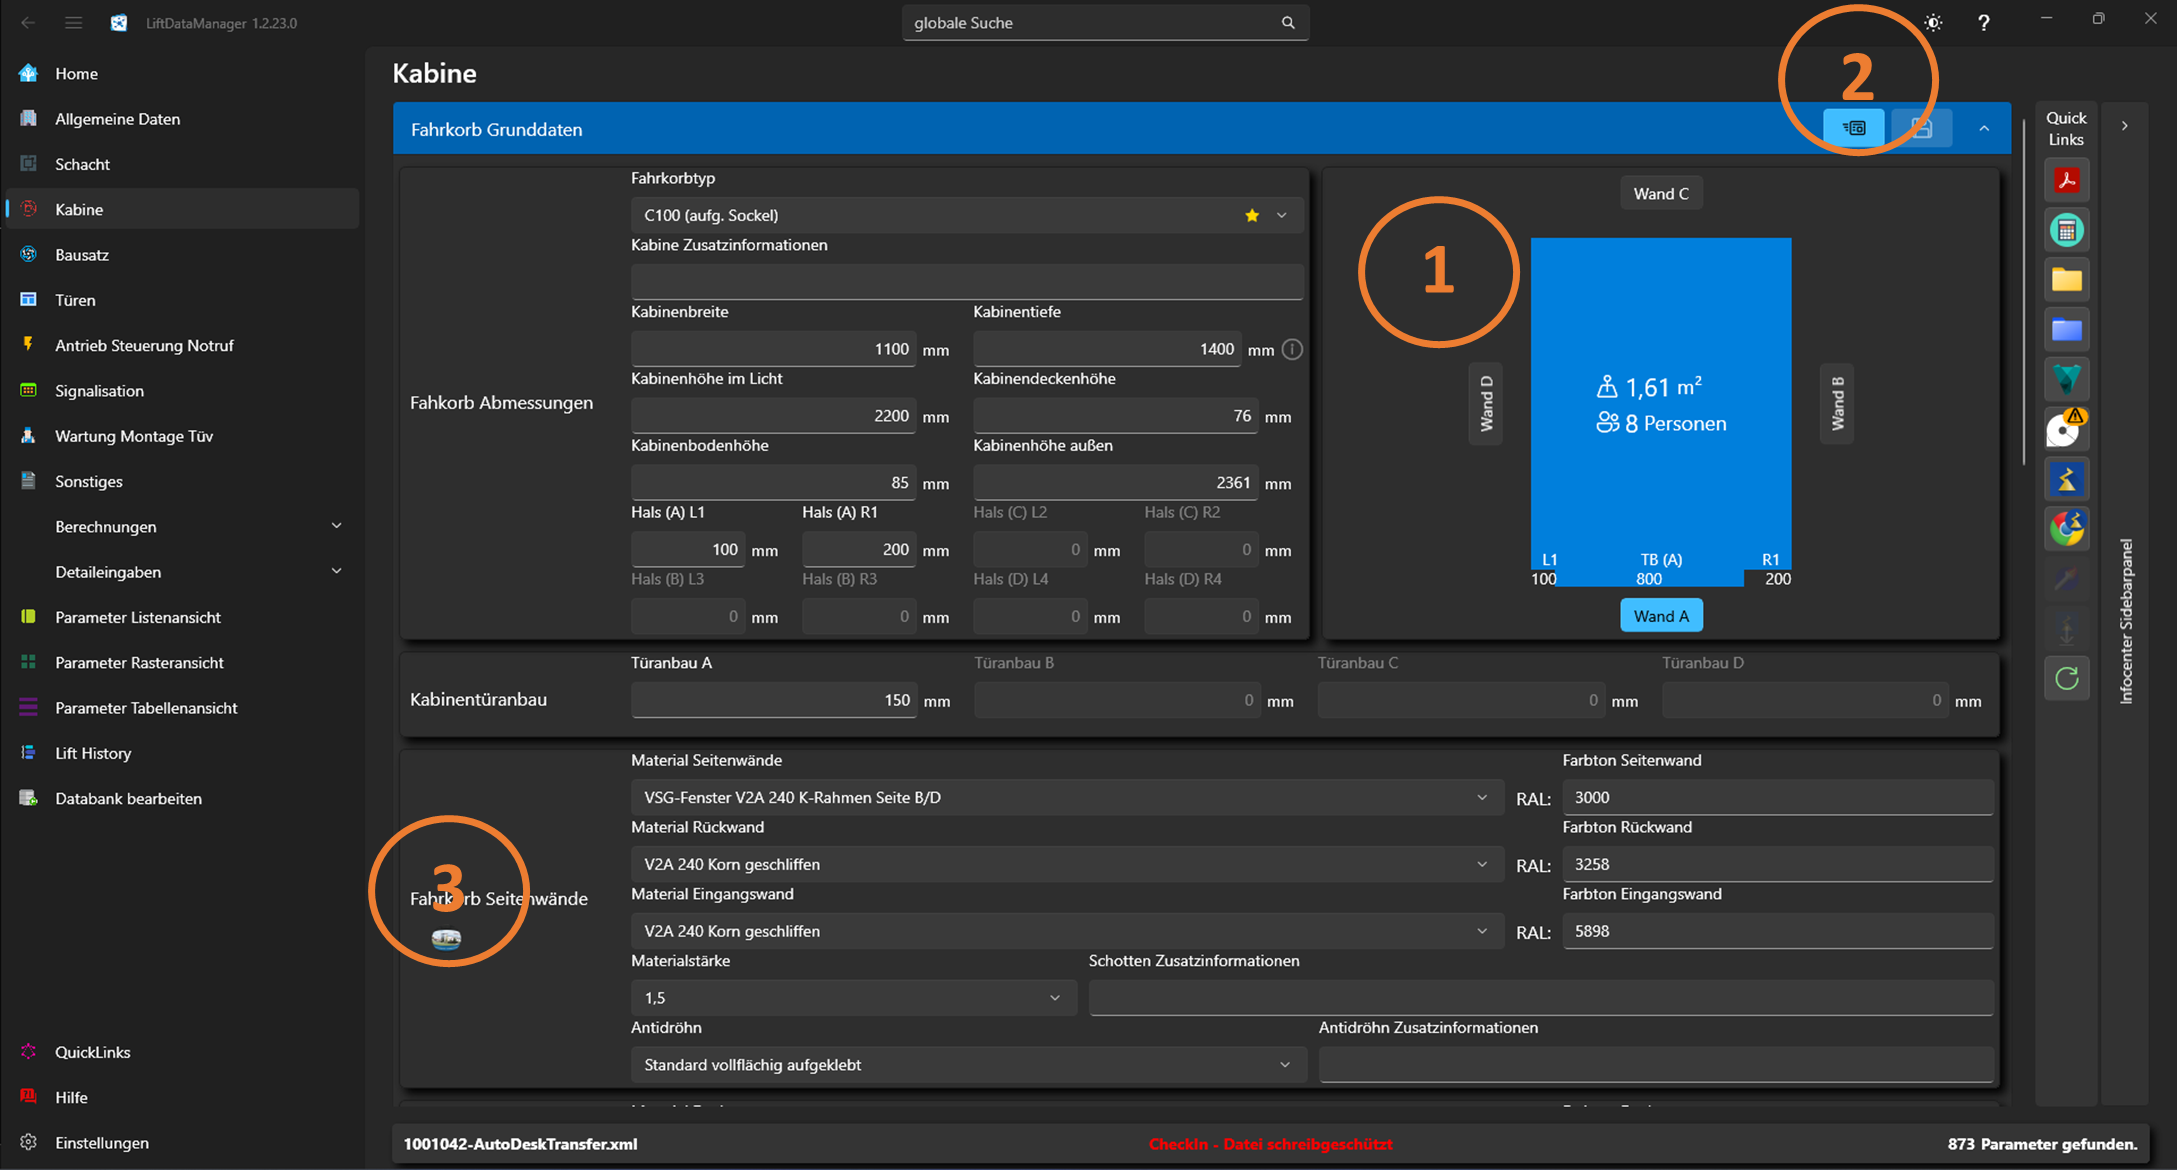 LiftDataManager 1.2.23.0
globale Suche
Home
Allgemeine Daten
Schacht
Kabine
Bausatz
Türen
Antrieb Steuerung Notruf
Signalisation
Wartung Montage Tüv
Sonstiges
Berechnungen
Detaileingaben
Parameter Listenansicht
Parameter Rasteransicht
Parameter Tabellenansicht
Lift History
Databank bearbeiten
QuickLinks
Hilfe
Einstellungen
Kabine
Fahrkorb Grunddaten
2
Fahkorb Abmessungen
Fahrkorbtyp
C100 (aufg. Sockel)
Kabine Zusatzinformationen
Kabinenbreite Kabinentiefe
1100 mm 1400 mm
Kabinenhöhe im Licht Kabinendeckenhöhe
2200 mm 76 mm
Kabinenbodenhöhe Kabinenhöhe außen
85 mm 2361 mm
Hals (A) L1 Hals (A) R1 Hals (C) L2 Hals (C) R2
100 mm 200 mm 0 mm 0 mm
Hals (B) L3 Hals (B) R3 Hals (D) L4 Hals (D) R4
0 mm 0 mm 0 mm 0 mm
1
Wand C
Wand D
1,61 m²
8 Personen
Wand B
L1 TB (A) R1
100 800 200
Wand A
Kabinentüranbau
Türanbau A Türanbau B Türanbau C Türanbau D
150 mm 0 mm 0 mm 0 mm
3
Fahrkorb Seitenwände
Material Seitenwände Farbton Seitenwand
VSG-Fenster V2A 240 K-Rahmen Seite B/D RAL: 3000
Material Rückwand Farbton Rückwand
V2A 240 Korn geschliffen RAL: 3258
Material Eingangswand Farbton Eingangswand
V2A 240 Korn geschliffen RAL: 5898
Materialstärke Schotten Zusatzinformationen
1,5
Antidröhn Antidröhn Zusatzinformationen
Standard vollflächig aufgeklebt
Quick
Links
Infocenter Sidebarpanel
1001042-AutoDeskTransfer.xml CheckIn - Datei schreibgeschützt 873 Parameter gefunden.